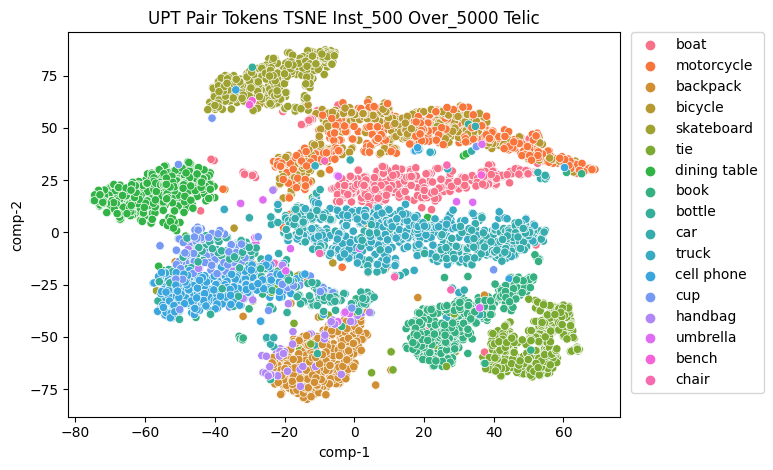 UPT Pair Tokens TSNE Inst_500 Over_5000 Telic
boat
motorcycle
backpack
bicycle
skateboard
tie
dining table
book
bottle
car
truck
cell phone
cup
handbag
umbrella
bench
chair
comp-2
75
50
25
0
−25
−50
−75
−80
−60
−40
−20
0
20
40
60
comp-1